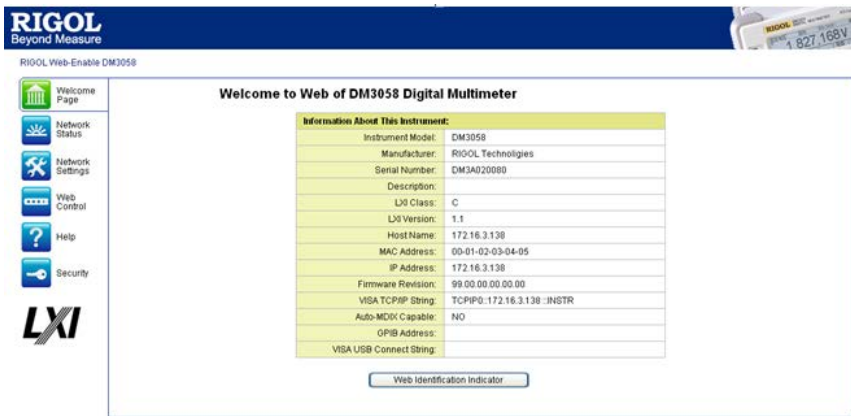 RIGOL
Beyond Measure
RIGOL
1 827,168V
RIGOL Web-Enable DM3058
Welcome Page
Network Status
Network Settings
Web Control
Help
Security
LXI
Welcome to Web of DM3058 Digital Multimeter
Information About This Instrument:
Instrument Model: DM3058
Manufacturer: RIGOL Technoligies
Serial Number: DM3A020080
Description:
LXI Class: C
LXI Version: 1.1
Host Name: 172.16.3.138
MAC Address: 00-01-02-03-04-05
IP Address: 172.16.3.138
Firmware Revision: 99.00.00.00.00.00
VISA TCP/IP String: TCPIP0::172.16.3.138::INSTR
Auto-MDIX Capable: NO
GPIB Address:
VISA USB Connect String:
Web Identification Indicator